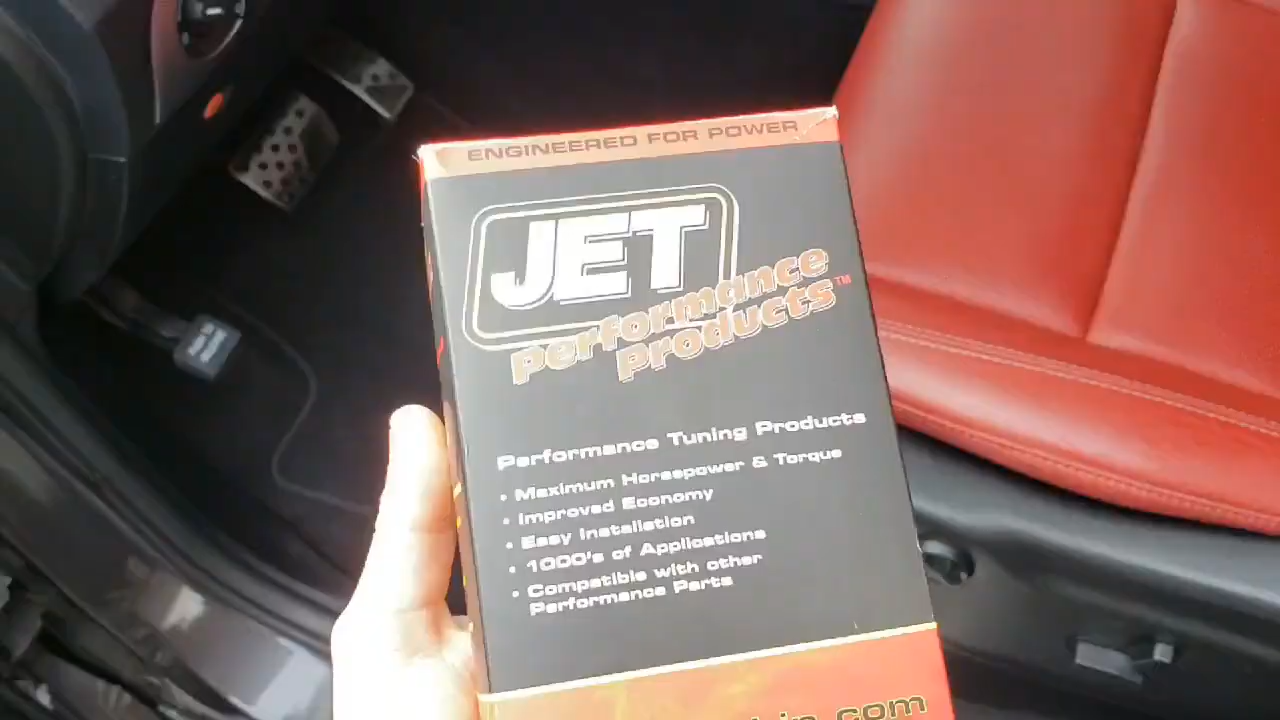 ENGINEERED FOR POWER
JET
performance
products™
Performance Tuning Products
• Maximum Horsepower & Torque
• Improved Economy
• Easy Installation
• 1000's of Applications
• Compatible with other
Performance Parts
.com